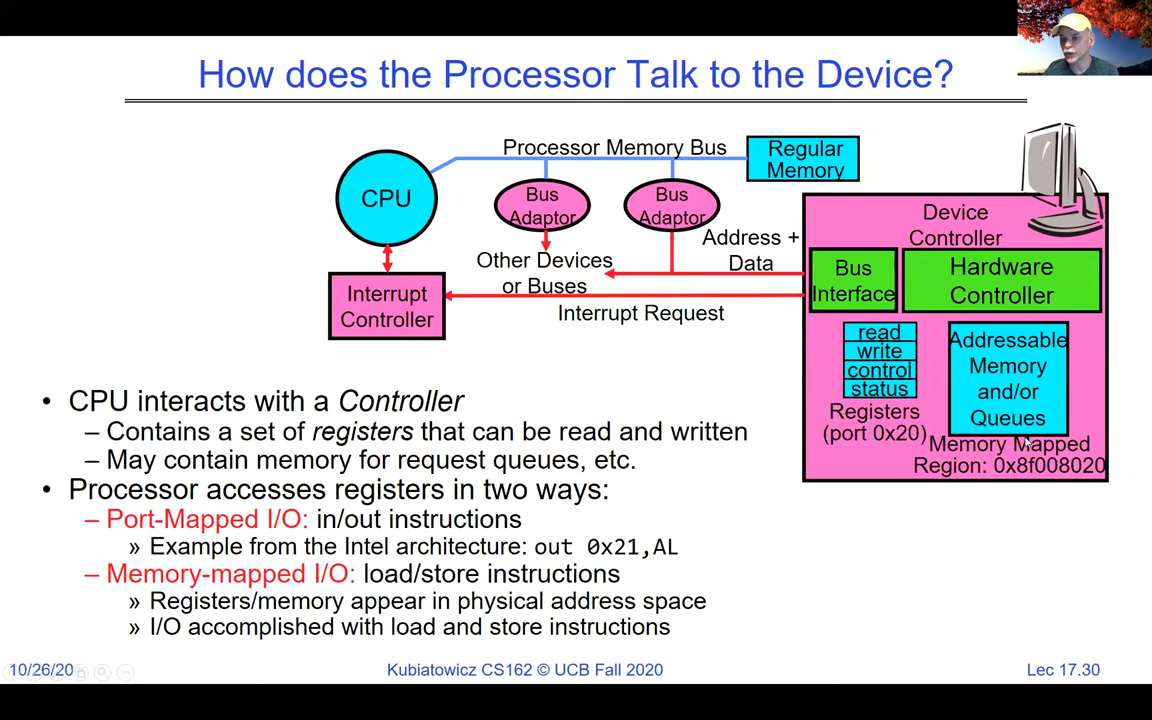 How does the Processor Talk to the Device?
Processor Memory Bus
Regular
Memory
CPU
Bus
Adaptor
Bus
Adaptor
Address +
Data
Other Devices
or Buses
Interrupt
Controller
Interrupt Request
Device
Controller
Bus
Interface
Hardware
Controller
read
write
control
status
Registers
(port 0x20)
Addressable
Memory
and/or
Queues
Memory Mapped
Region: 0x8f008020
• CPU interacts with a Controller
– Contains a set of registers that can be read and written
– May contain memory for request queues, etc.
• Processor accesses registers in two ways:
– Port-Mapped I/O: in/out instructions
» Example from the Intel architecture: out 0x21,AL
– Memory-mapped I/O: load/store instructions
» Registers/memory appear in physical address space
» I/O accomplished with load and store instructions
10/26/20
Kubiatowicz CS162 © UCB Fall 2020
Lec 17.30